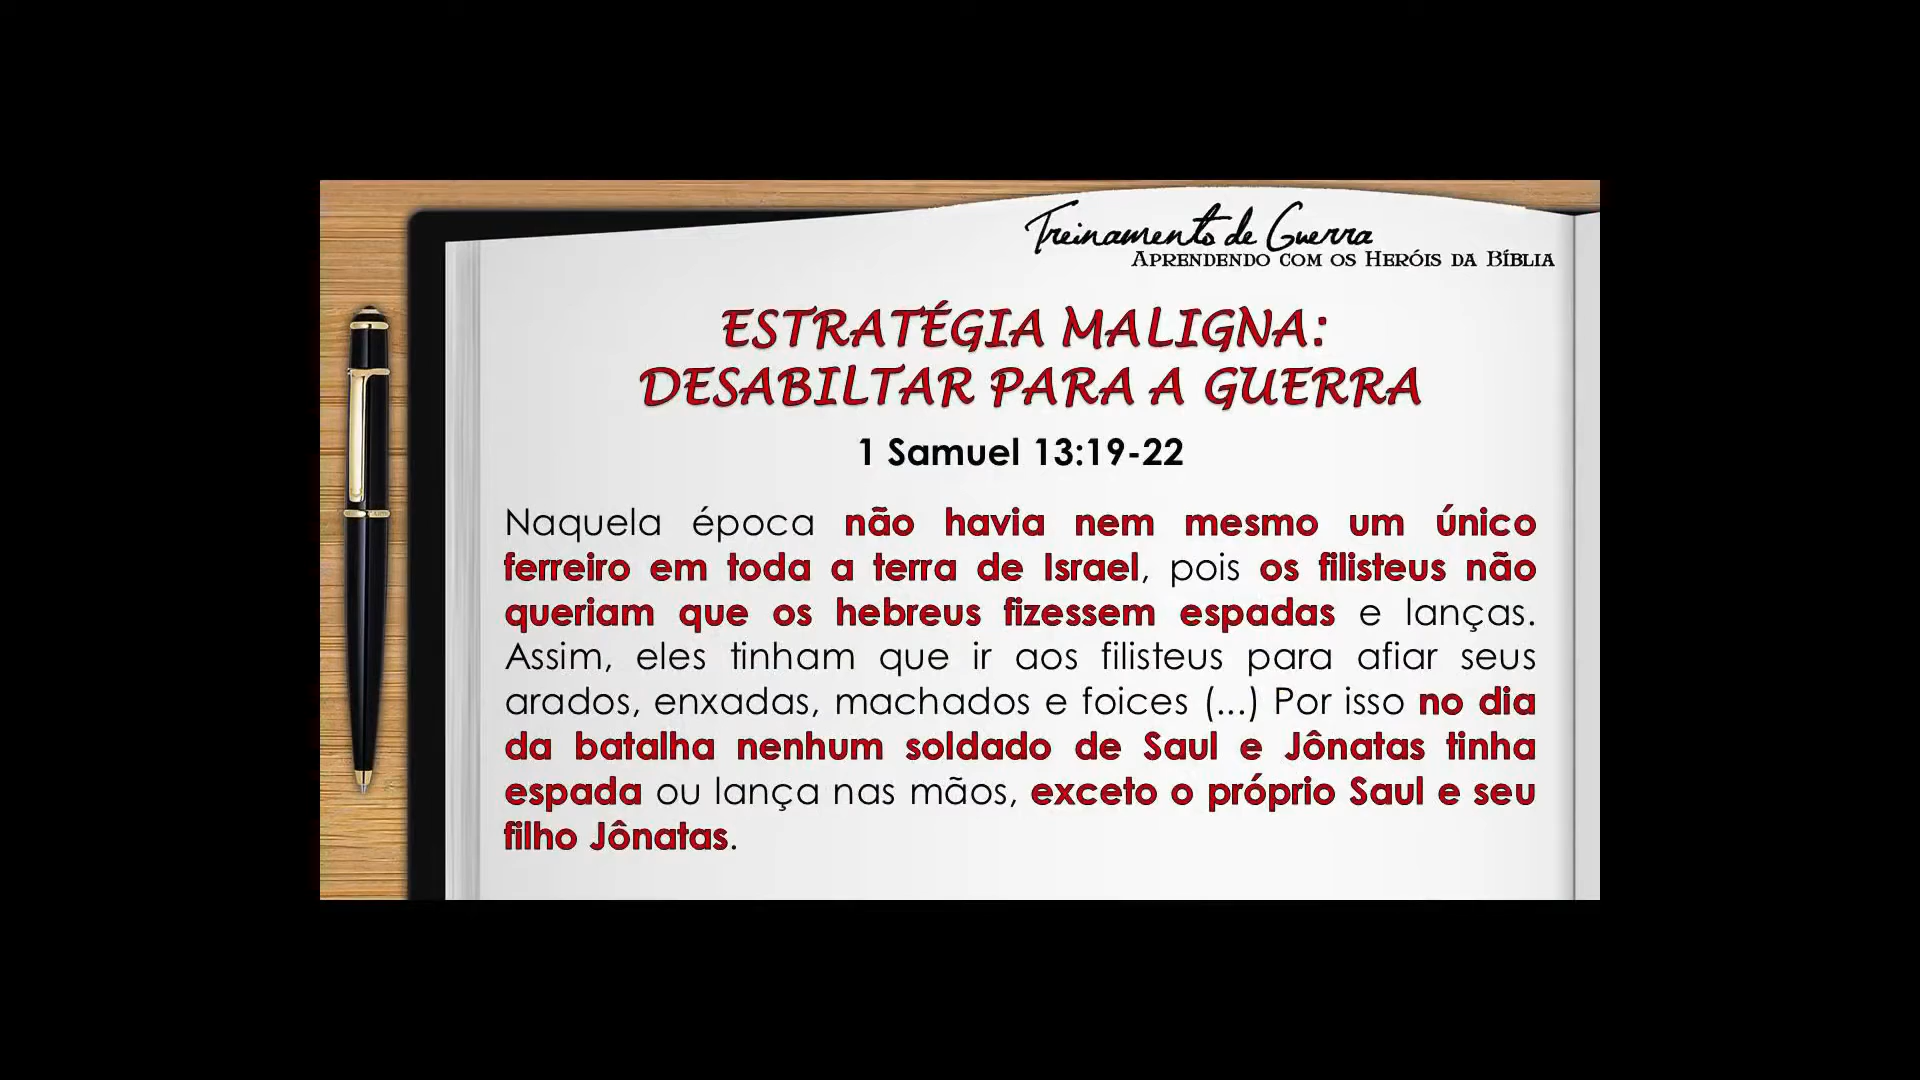 Treinamento de Guerra
Aprendendo com os Heróis da Bíblia
ESTRATÉGIA MALIGNA:
DESABILTAR PARA A GUERRA
1 Samuel 13:19-22
Naquela época não havia nem mesmo um único
ferreiro em toda a terra de Israel, pois os filisteus não
queriam que os hebreus fizessem espadas e lanças.
Assim, eles tinham que ir aos filisteus para afiar seus
arados, enxadas, machados e foices (...) Por isso no dia
da batalha nenhum soldado de Saul e Jônatas tinha
espada ou lança nas mãos, exceto o próprio Saul e seu
filho Jônatas.